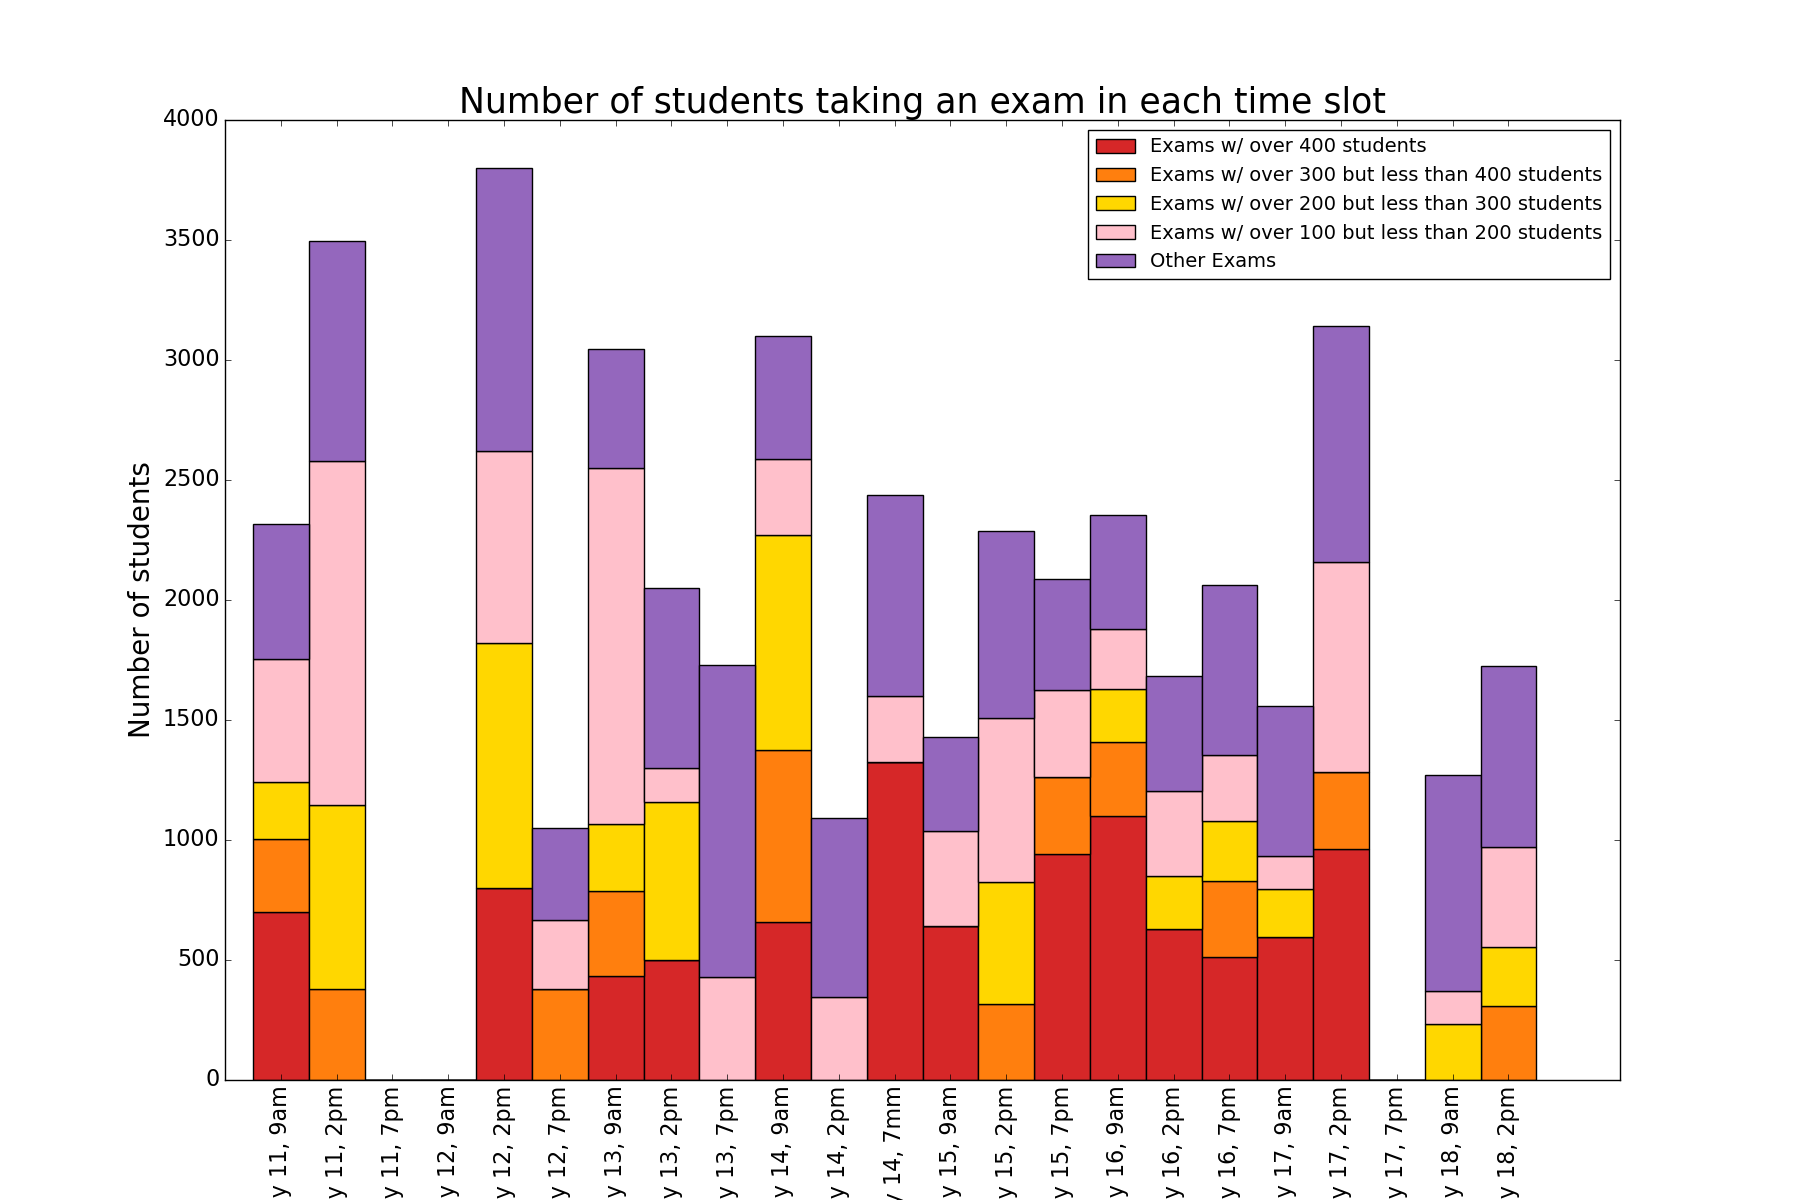 Number of students taking an exam in each time slot
Number of students
4000
3500
3000
2500
2000
1500
1000
500
0
Exams w/ over 400 students
Exams w/ over 300 but less than 400 students
Exams w/ over 200 but less than 300 students
Exams w/ over 100 but less than 200 students
Other Exams
y 11, 9am
y 11, 2pm
y 11, 7pm
y 12, 9am
y 12, 2pm
y 12, 7pm
y 13, 9am
y 13, 2pm
y 13, 7pm
y 14, 9am
y 14, 2pm
y 14, 7mm
y 15, 9am
y 15, 2pm
y 15, 7pm
y 16, 9am
y 16, 2pm
y 16, 7pm
y 17, 9am
y 17, 2pm
y 17, 7pm
y 18, 9am
y 18, 2pm